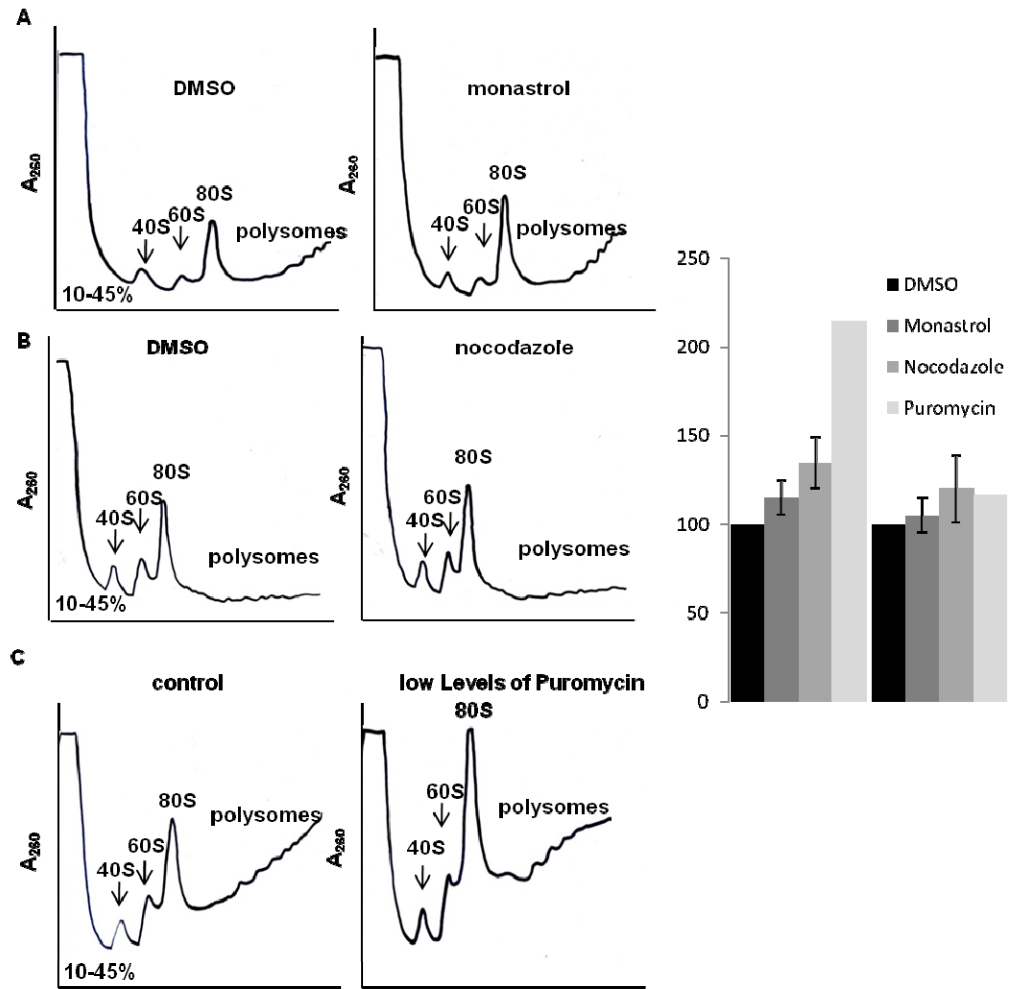 A
DMSO
monastrol
A260
40S
60S
80S
polysomes
10-45%
A260
40S
60S
80S
polysomes
B
DMSO
nocodazole
A260
40S
60S
80S
polysomes
10-45%
A260
40S
60S
80S
polysomes
C
control
low Levels of Puromycin
A260
40S
60S
80S
polysomes
10-45%
A260
40S
60S
80S
polysomes
250
200
150
100
50
0
DMSO
Monastrol
Nocodazole
Puromycin